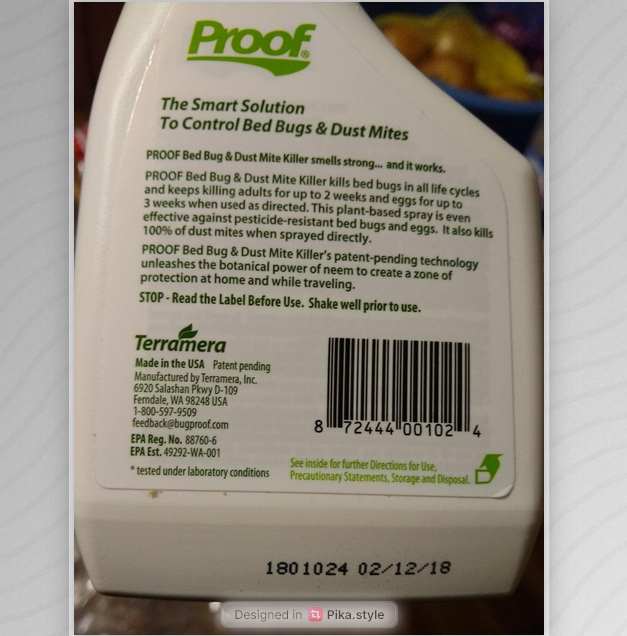 Proof®
The Smart Solution
To Control Bed Bugs & Dust Mites
PROOF Bed Bug & Dust Mite Killer smells strong... and it works.
PROOF Bed Bug & Dust Mite Killer kills bed bugs in all life cycles
and keeps killing adults for up to 2 weeks and eggs for up to
3 weeks when used as directed. This plant-based spray is even
effective against pesticide-resistant bed bugs and eggs. It also kills
100% of dust mites when sprayed directly.
PROOF Bed Bug & Dust Mite Killer's patent-pending technology
unleashes the botanical power of neem to create a zone of
protection at home and while traveling.
STOP - Read the Label Before Use. Shake well prior to use.
Terramera
Made in the USA Patent pending
Manufactured by Terramera, Inc.
6920 Salashan Pkwy D-109
Ferndale, WA 98248 USA
1-800-597-9509
feedback@bugproof.com
EPA Reg. No. 88760-6
EPA Est. 49292-WA-001
* tested under laboratory conditions
8 72444 00102 4
See inside for further Directions for Use,
Precautionary Statements, Storage and Disposal.
1801024 02/12/18
Designed in Pika.style